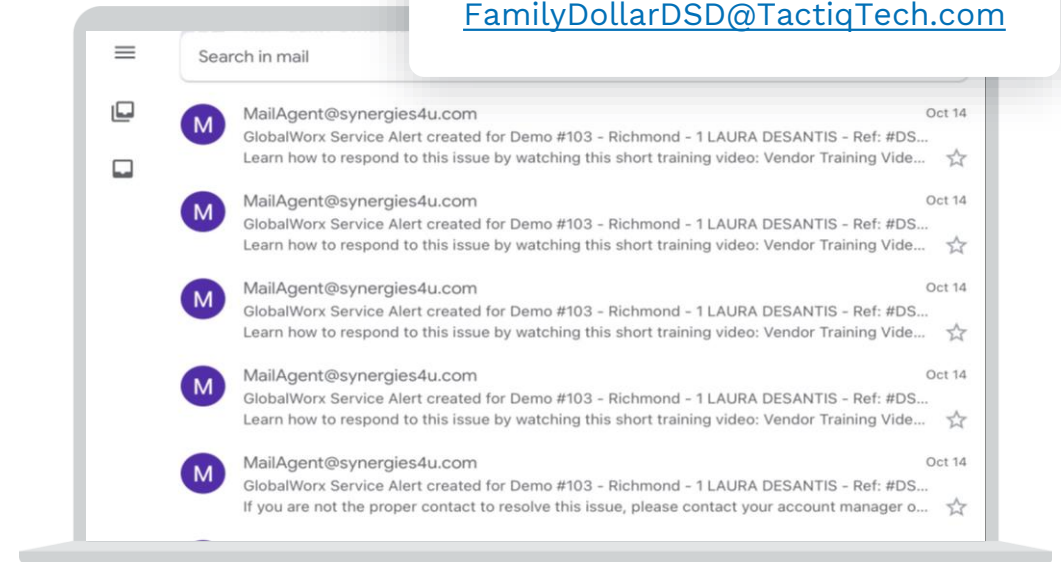 FamilyDollarDSD@TactiqTech.com
Search in mail
M
MailAgent@synergies4u.com
Oct 14
GlobalWorx Service Alert created for Demo #103 - Richmond - 1 LAURA DESANTIS - Ref: #DS...
Learn how to respond to this issue by watching this short training video: Vendor Training Vide...
M
MailAgent@synergies4u.com
Oct 14
GlobalWorx Service Alert created for Demo #103 - Richmond - 1 LAURA DESANTIS - Ref: #DS...
Learn how to respond to this issue by watching this short training video: Vendor Training Vide...
M
MailAgent@synergies4u.com
Oct 14
GlobalWorx Service Alert created for Demo #103 - Richmond - 1 LAURA DESANTIS - Ref: #DS...
Learn how to respond to this issue by watching this short training video: Vendor Training Vide...
M
MailAgent@synergies4u.com
Oct 14
GlobalWorx Service Alert created for Demo #103 - Richmond - 1 LAURA DESANTIS - Ref: #DS...
Learn how to respond to this issue by watching this short training video: Vendor Training Vide...
M
MailAgent@synergies4u.com
Oct 14
GlobalWorx Service Alert created for Demo #103 - Richmond - 1 LAURA DESANTIS - Ref: #DS...
If you are not the proper contact to resolve this issue, please contact your account manager o...